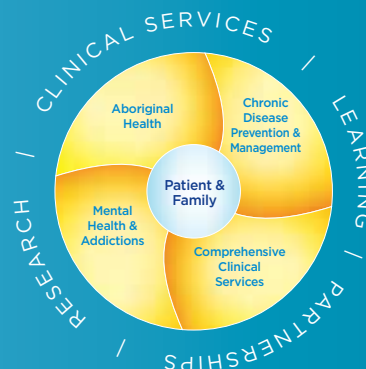 CLINICAL SERVICES / LEARNING / PARTNERSHIPS / RESEARCH /
Aboriginal
Health
Chronic
Disease
Prevention &
Management
Patient &
Family
Mental
Health &
Addictions
Comprehensive
Clinical
Services